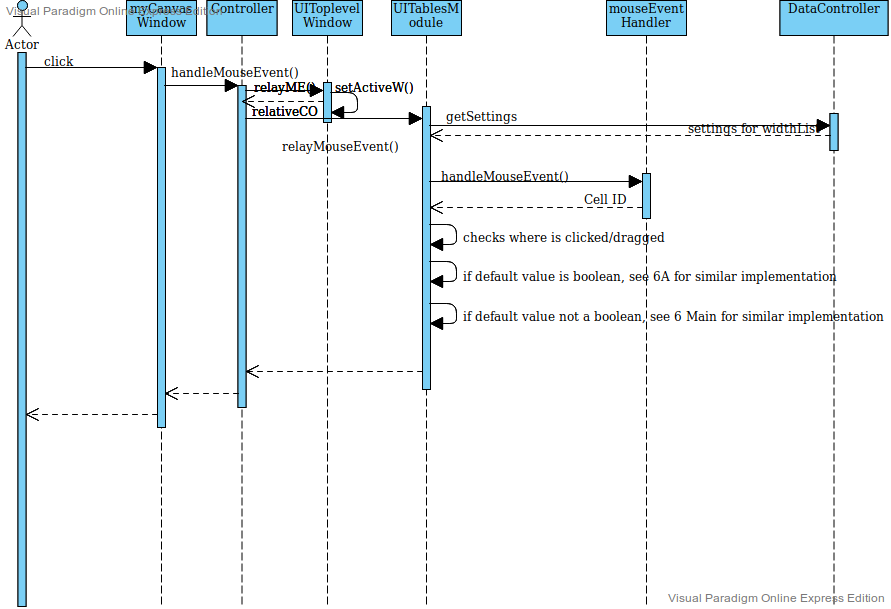 Visual Paradigm Online Express Edition
myCanvas
Window
Controller
UIToplevel
Window
UITablesM
odule
mouseEvent
Handler
DataController
Actor
click
handleMouseEvent()
relayME()
setActiveW()
relativeCO
getSettings
settings for widthList
relayMouseEvent()
handleMouseEvent()
Cell ID
checks where is clicked/dragged
if default value is boolean, see 6A for similar implementation
if default value not a boolean, see 6 Main for similar implementation
Visual Paradigm Online Express Edition